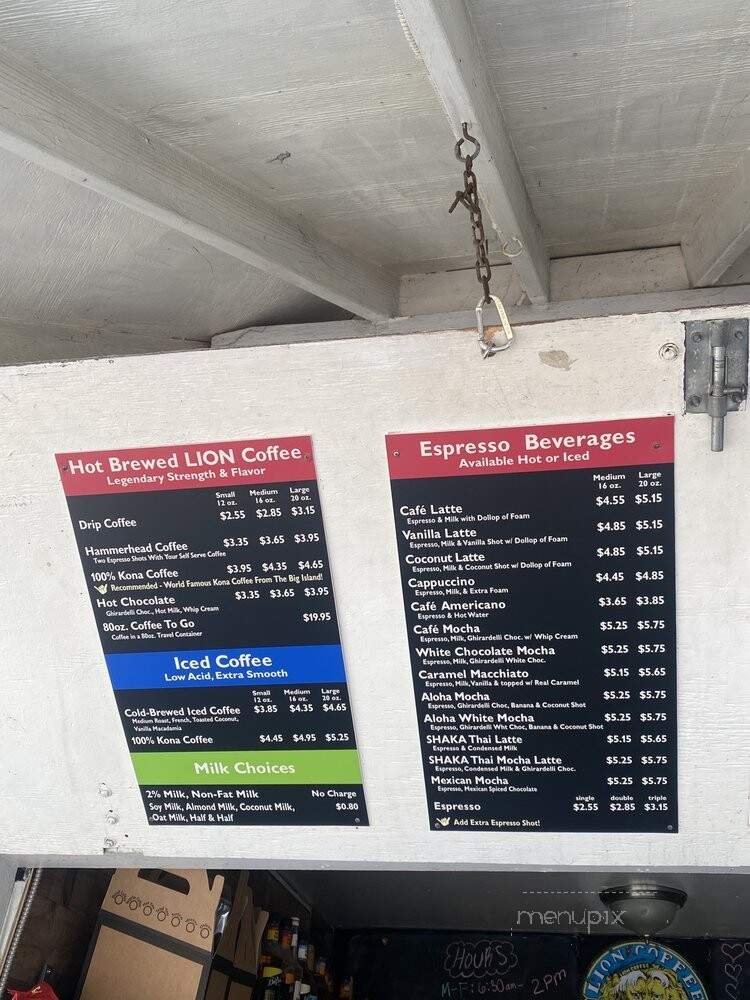 Hot Brewed LION Coffee
Legendary Strength & Flavor
Small Medium Large
12 oz. 16 oz. 20 oz.
Drip Coffee $2.55 $2.85 $3.15
Hammerhead Coffee $3.35 $3.65 $3.95
Two Espresso Shots With Your Self Serve Coffee
100% Kona Coffee $3.95 $4.35 $4.65
Recommended - World Famous Kona Coffee From The Big Island!
Hot Chocolate $3.35 $3.65 $3.95
Ghirardelli Choc., Hot Milk, Whip Cream
80oz. Coffee To Go $19.95
Coffee in a 80oz. Travel Container
Iced Coffee
Low Acid, Extra Smooth
Small Medium Large
12 oz. 16 oz. 20 oz.
Cold-Brewed Iced Coffee $3.85 $4.35 $4.65
Medium Roast, French, Toasted Coconut,
Vanilla Macadamia
100% Kona Coffee $4.45 $4.95 $5.25
Milk Choices
2% Milk, Non-Fat Milk No Charge
Soy Milk, Almond Milk, Coconut Milk, $0.80
Oat Milk, Half & Half
Espresso Beverages
Available Hot or Iced
Medium Large
16 oz. 20 oz.
Café Latte $4.55 $5.15
Espresso & Milk with Dollop of Foam
Vanilla Latte $4.85 $5.15
Espresso, Milk & Vanilla Shot w/ Dollop of Foam
Coconut Latte $4.85 $5.15
Espresso, Milk & Coconut Shot w/ Dollop of Foam
Cappuccino $4.45 $4.85
Espresso, Milk, & Extra Foam
Café Americano $3.65 $3.85
Espresso & Hot Water
Café Mocha $5.25 $5.75
Espresso, Milk, Ghirardelli Choc. w/ Whip Cream
White Chocolate Mocha $5.25 $5.75
Espresso, Milk, Ghirardelli White Choc.
Caramel Macchiato $5.15 $5.65
Espresso, Milk, Vanilla & topped w/ Real Caramel
Aloha Mocha $5.25 $5.75
Espresso, Ghirardelli Choc, Banana & Coconut Shot
Aloha White Mocha $5.25 $5.75
Espresso, Ghirardelli Wht Choc, Banana & Coconut Shot
SHAKA Thai Latte $5.15 $5.65
Espresso & Condensed Milk
SHAKA Thai Mocha Latte $5.25 $5.75
Espresso, Condensed Milk & Ghirardelli Choc.
Mexican Mocha $5.25 $5.75
Espresso, Mexican Spiced Chocolate
single double triple
Espresso $2.55 $2.85 $3.15
Add Extra Espresso Shot!
menupix
HOURS
M-F: 6:30am- 2pm
LION COFFEE